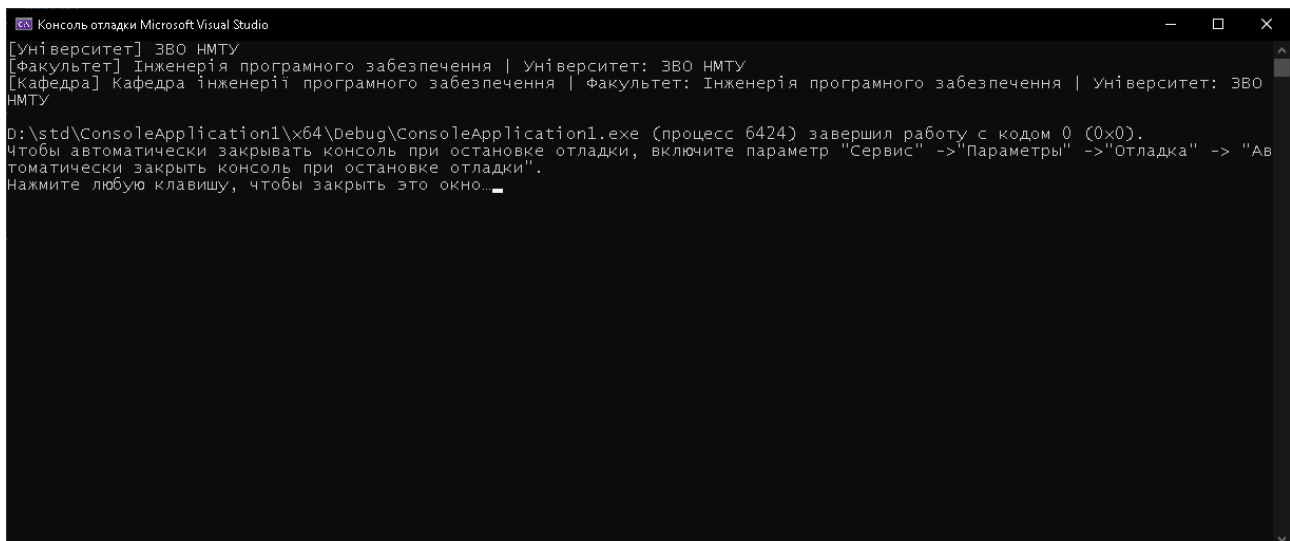 Консоль отладки Microsoft Visual Studio
[Університет] ЗВО НМТУ
[Факультет] Інженерія програмного забезпечення | Університет: ЗВО НМТУ
[Кафедра] Кафедра інженерії програмного забезпечення | Факультет: Інженерія програмного забезпечення | Університет: ЗВО
НМТУ
D:\std\ConsoleApplication1\x64\Debug\ConsoleApplication1.exe (процесс 6424) завершил работу с кодом 0 (0x0).
Чтобы автоматически закрывать консоль при остановке отладки, включите параметр "Сервис" ->"Параметры" ->"Отладка" -> "Ав
томатически закрыть консоль при остановке отладки".
Нажмите любую клавишу, чтобы закрыть это окно…